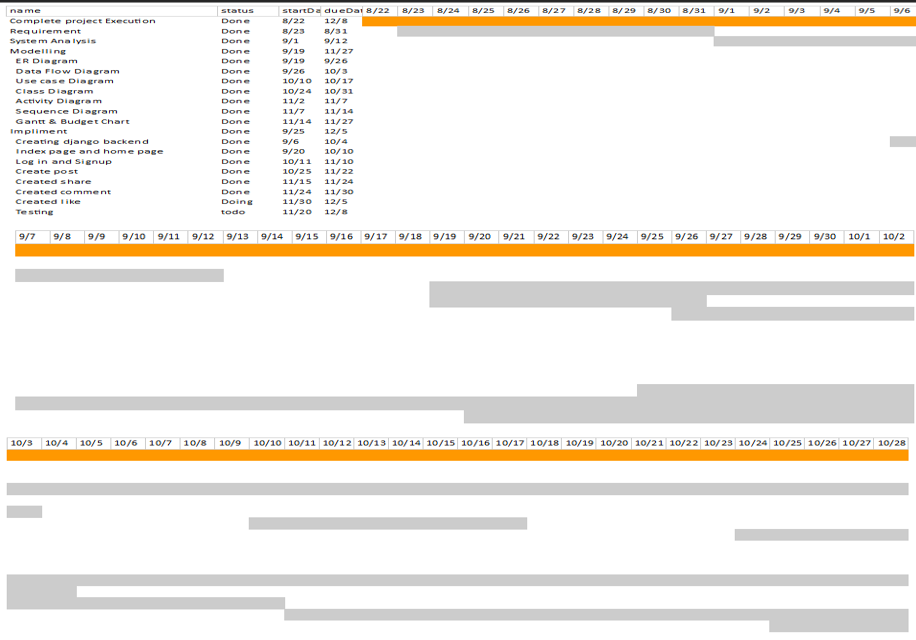 name status startDa dueDat 8/22 8/23 8/24 8/25 8/26 8/27 8/28 8/29 8/30 8/31 9/1 9/2 9/3 9/4 9/5 9/6
Complete project Execution Done 8/22 12/8
Requirement Done 8/23 8/31
System Analysis Done 9/1 9/12
Modelling Done 9/19 11/27
ER Diagram Done 9/19 9/26
Data Flow Diagram Done 9/26 10/3
Use case Diagram Done 10/10 10/17
Class Diagram Done 10/24 10/31
Activity Diagram Done 11/2 11/7
Sequence Diagram Done 11/7 11/14
Gantt & Budget Chart Done 11/14 11/27
Impliment Done 9/25 12/5
Creating django backend Done 9/6 10/4
Index page and home page Done 9/20 10/10
Log in and Signup Done 10/11 11/10
Create post Done 10/25 11/22
Created share Done 11/15 11/24
Created comment Done 11/24 11/30
Created like Doing 11/30 12/5
Testing todo 11/20 12/8
9/7 9/8 9/9 9/10 9/11 9/12 9/13 9/14 9/15 9/16 9/17 9/18 9/19 9/20 9/21 9/22 9/23 9/24 9/25 9/26 9/27 9/28 9/29 9/30 10/1 10/2
10/3 10/4 10/5 10/6 10/7 10/8 10/9 10/10 10/11 10/12 10/13 10/14 10/15 10/16 10/17 10/18 10/19 10/20 10/21 10/22 10/23 10/24 10/25 10/26 10/27 10/28